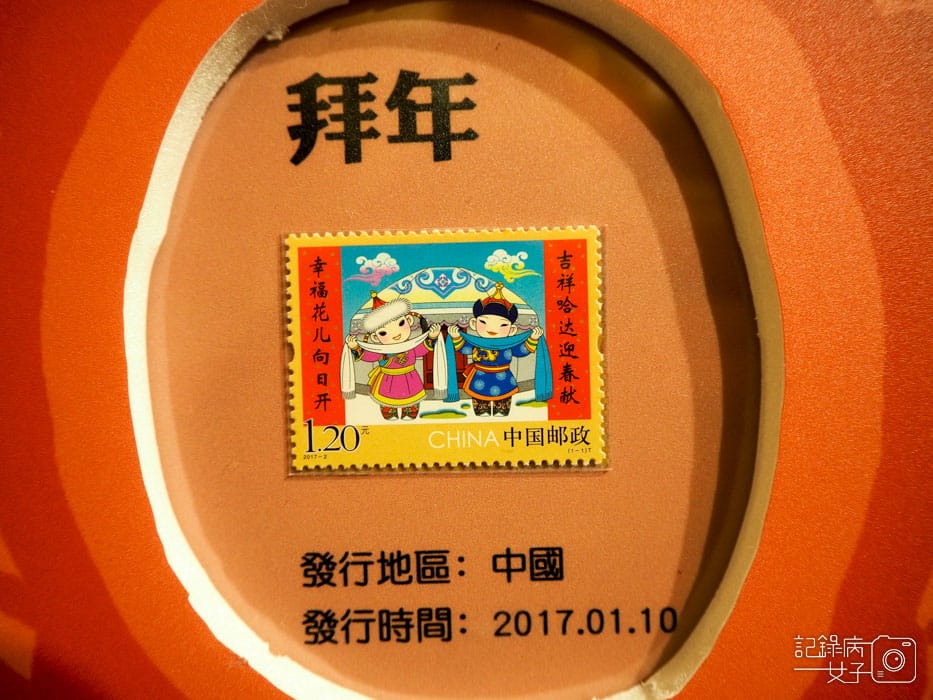 拜年
吉祥哈达迎春献
幸福花儿向日开
1.20元
CHINA 中国邮政
2017-2
(1-1)T
發行地區：中國
發行時間：2017.01.10
記錄病
女子